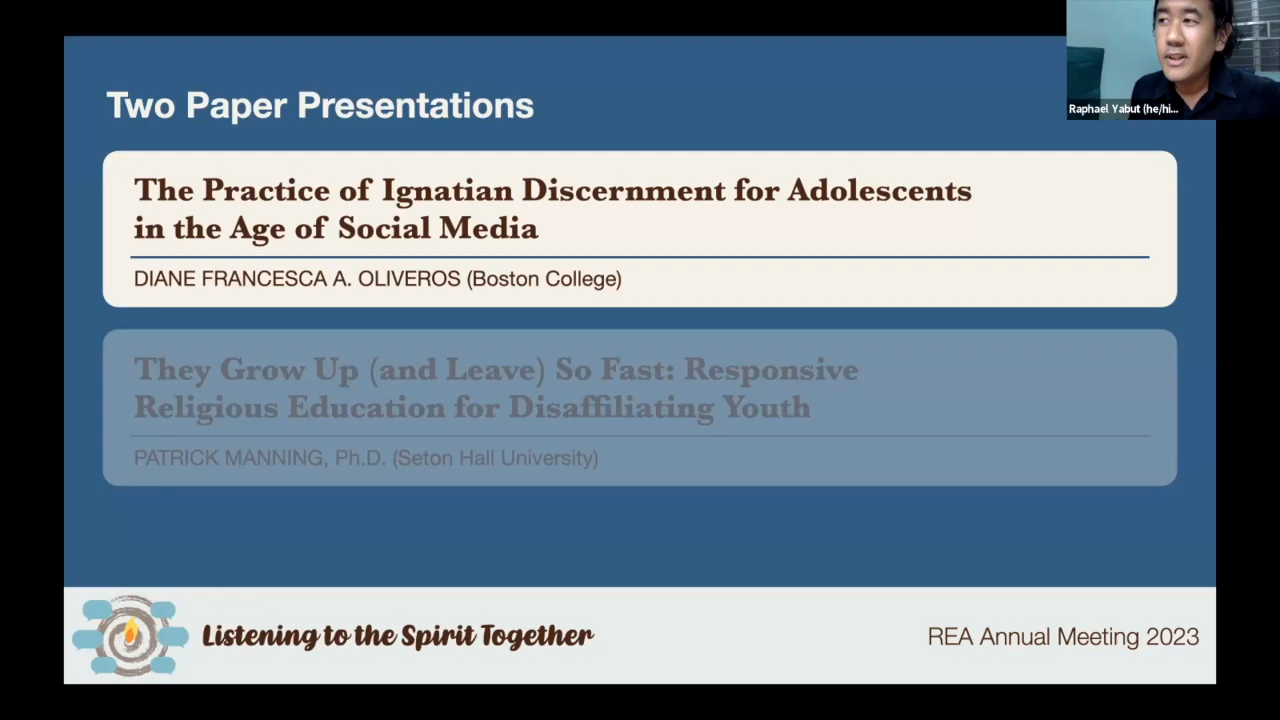 Two Paper Presentations
Raphael Yabut (he/hi...
The Practice of Ignatian Discernment for Adolescents
in the Age of Social Media
DIANE FRANCESCA A. OLIVEROS (Boston College)
They Grow Up (and Leave) So Fast: Responsive
Religious Education for Disaffiliating Youth
PATRICK MANNING, Ph.D. (Seton Hall University)
Listening to the Spirit Together
REA Annual Meeting 2023